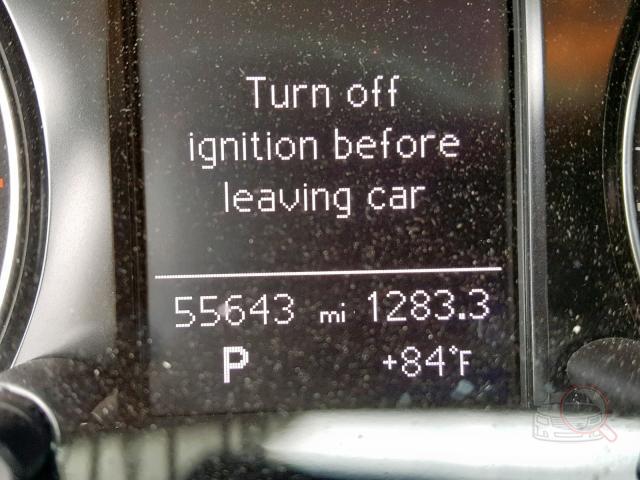 Turn off
ignition before
leaving car
55643 mi 1283.3
P +84°F